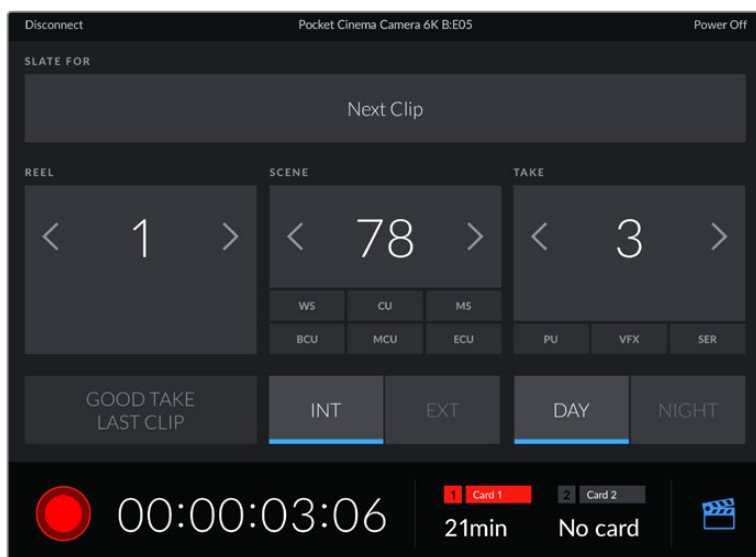 Disconnect Pocket Cinema Camera 6K B:E05 Power Off
SLATE FOR
Next Clip
REEL SCENE TAKE
1 78 3
WS CU MS
BCU MCU ECU PU VFX SER
GOOD TAKE
LAST CLIP
INT EXT DAY NIGHT
00:00:03:06
1 Card 1 2 Card 2
21min No card